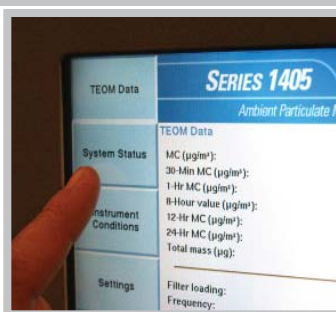 TEOM Data
System Status
Instrument
Conditions
Settings
SERIES 1405
Ambient Particulate
TEOM Data
MC (µg/m³):
30-Min MC (µg/m³):
1-Hr MC (µg/m³):
8-Hour value (µg/m³):
12-Hr MC (µg/m³):
24-Hr MC (µg/m³):
Total mass (µg):
Filter loading:
Frequency: